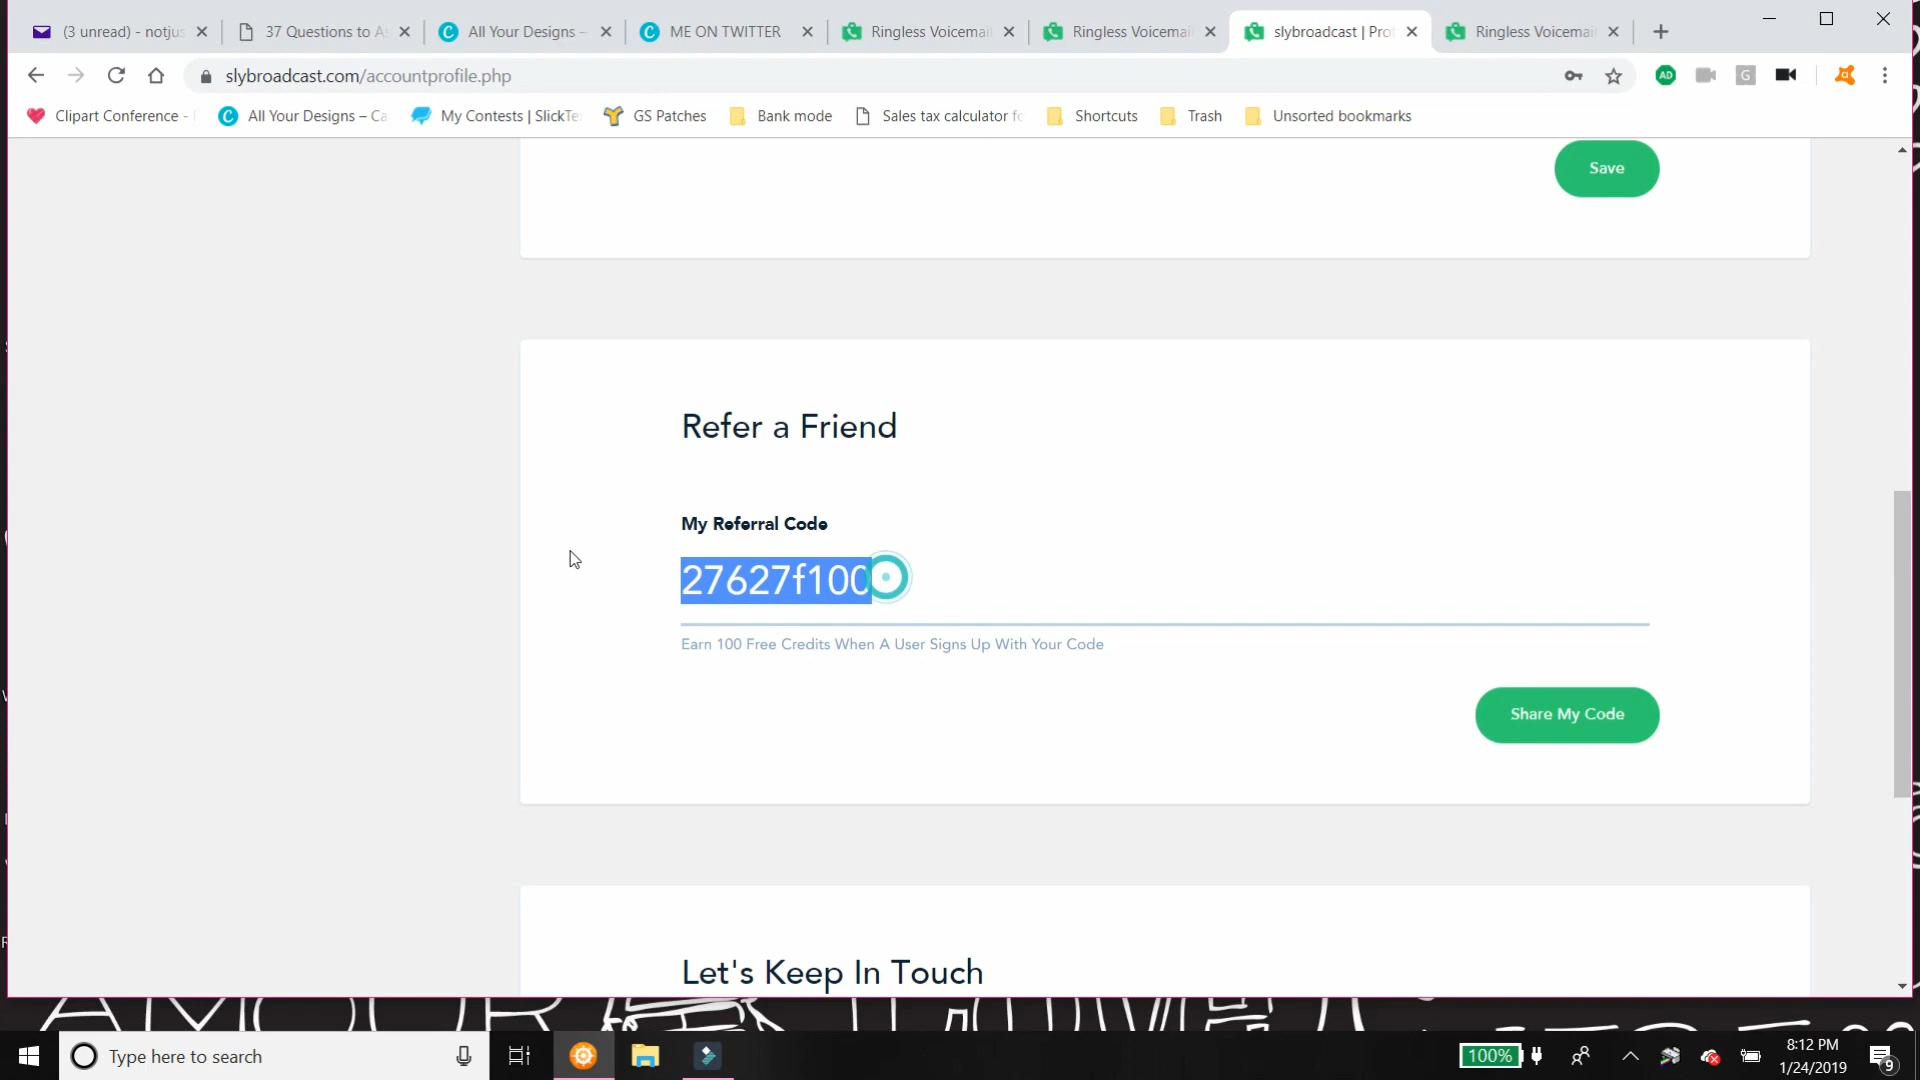 (3 unread) - notjus
37 Questions to A
All Your Designs –
ME ON TWITTER
Ringless Voicemai
Ringless Voicemai
slybroadcast | Pro
Ringless Voicemai
slybroadcast.com/accountprofile.php
Clipart Conference -
All Your Designs – Ca
My Contests | SlickTe
GS Patches
Bank mode
Sales tax calculator fo
Shortcuts
Trash
Unsorted bookmarks
Save
Refer a Friend
My Referral Code
27627f100
Earn 100 Free Credits When A User Signs Up With Your Code
Share My Code
Let's Keep In Touch
Type here to search
100%
8:12 PM
1/24/2019
9